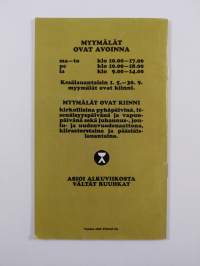 MYYMÄLÄT
OVAT AVOINNA
ma-to klo 10.00-17.00
pe klo 10.00-18.00
la klo 9.00-14.00
Kesälauantaisin 1. 5.-30. 9.
myymälät ovat kiinni.
MYYMÄLÄT OVAT KIINNI
kirkollisina pyhäpäivinä, it-
senäisyyspäivänä ja vapun-
päivänä sekä juhannus-, jou-
lu- ja uudenvuodenaattona,
kiirastorstaina ja pääsiäis-
lauantaina.
ASIOI ALKUVIIKOSTA
VÄLTÄT RUUHKAT